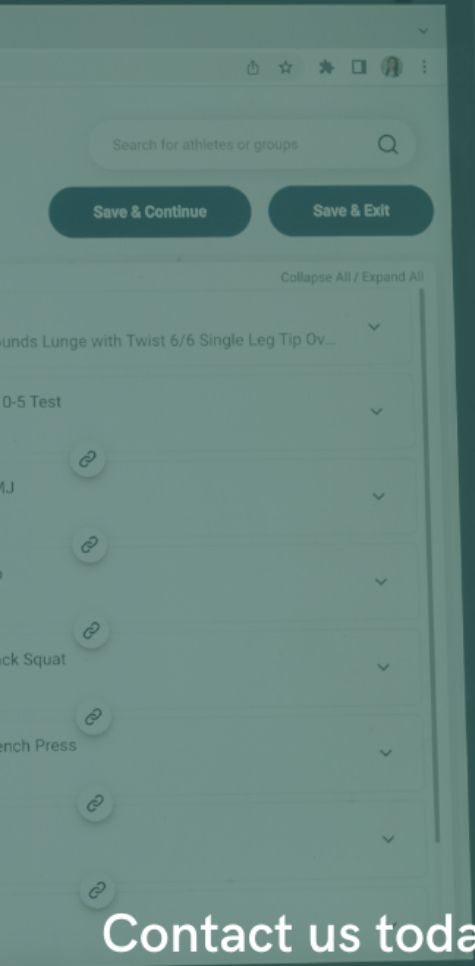 Search for athletes or groups
Save & Continue
Save & Exit
Collapse All / Expand All
ounds Lunge with Twist 6/6 Single Leg Tip Ov...
0-5 Test
MJ
ck Squat
ench Press
Contact us toda